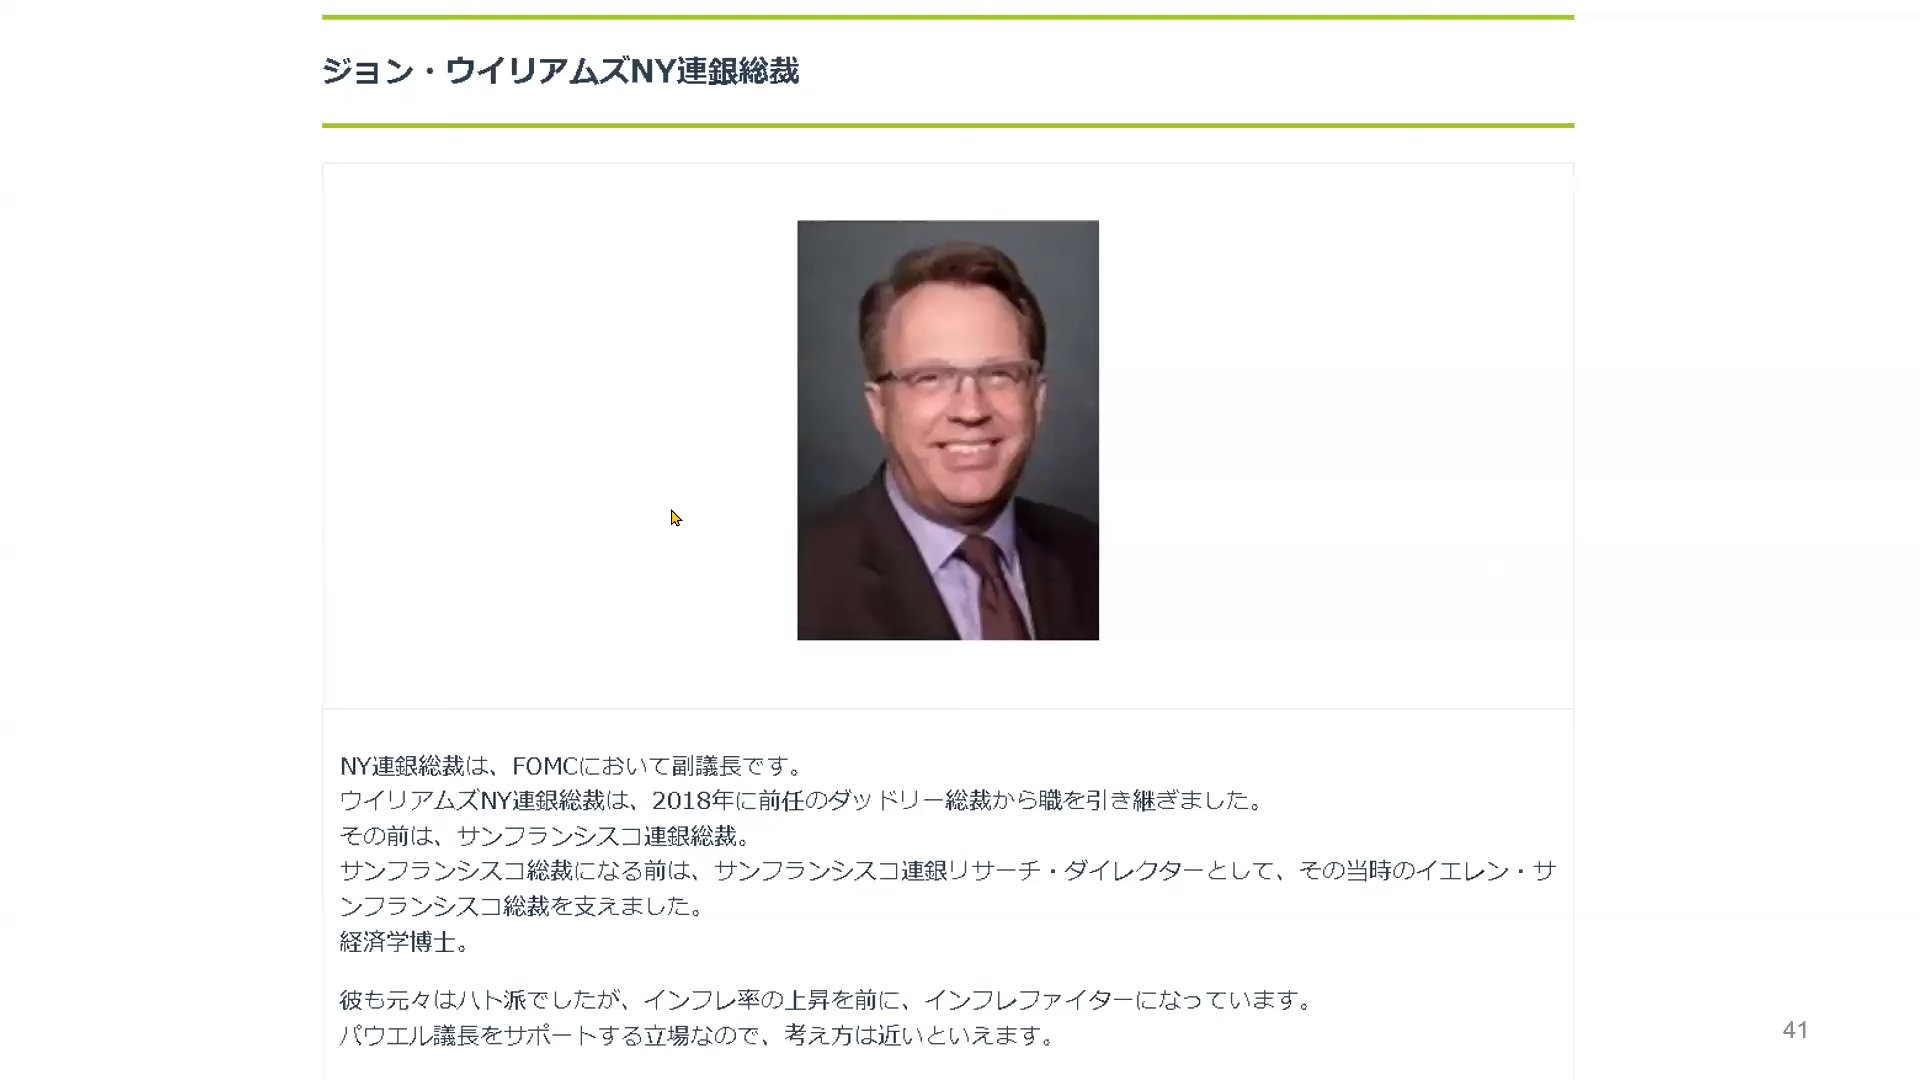 ジョン・ウイリアムズNY連銀総裁
NY連銀総裁は、FOMCにおいて副議長です。
ウイリアムズNY連銀総裁は、2018年に前任のダッドリー総裁から職を引き継ぎました。
その前は、サンフランシスコ連銀総裁。
サンフランシスコ総裁になる前は、サンフランシスコ連銀リサーチ・ダイレクターとして、その当時のイエレン・サ
ンフランシスコ総裁を支えました。
経済学博士。
彼も元々はハト派でしたが、インフレ率の上昇を前に、インフレファイターになっています。
パウエル議長をサポートする立場なので、考え方は近いといえます。
41